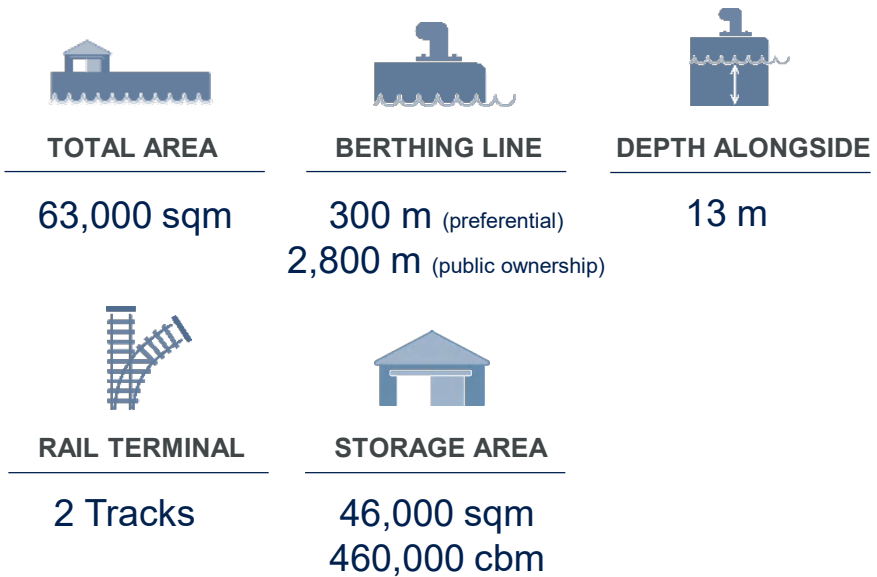 TOTAL AREA
63,000 sqm
BERTHING LINE
300 m (preferential)
2,800 m (public ownership)
DEPTH ALONGSIDE
13 m
RAIL TERMINAL
2 Tracks
STORAGE AREA
46,000 sqm
460,000 cbm